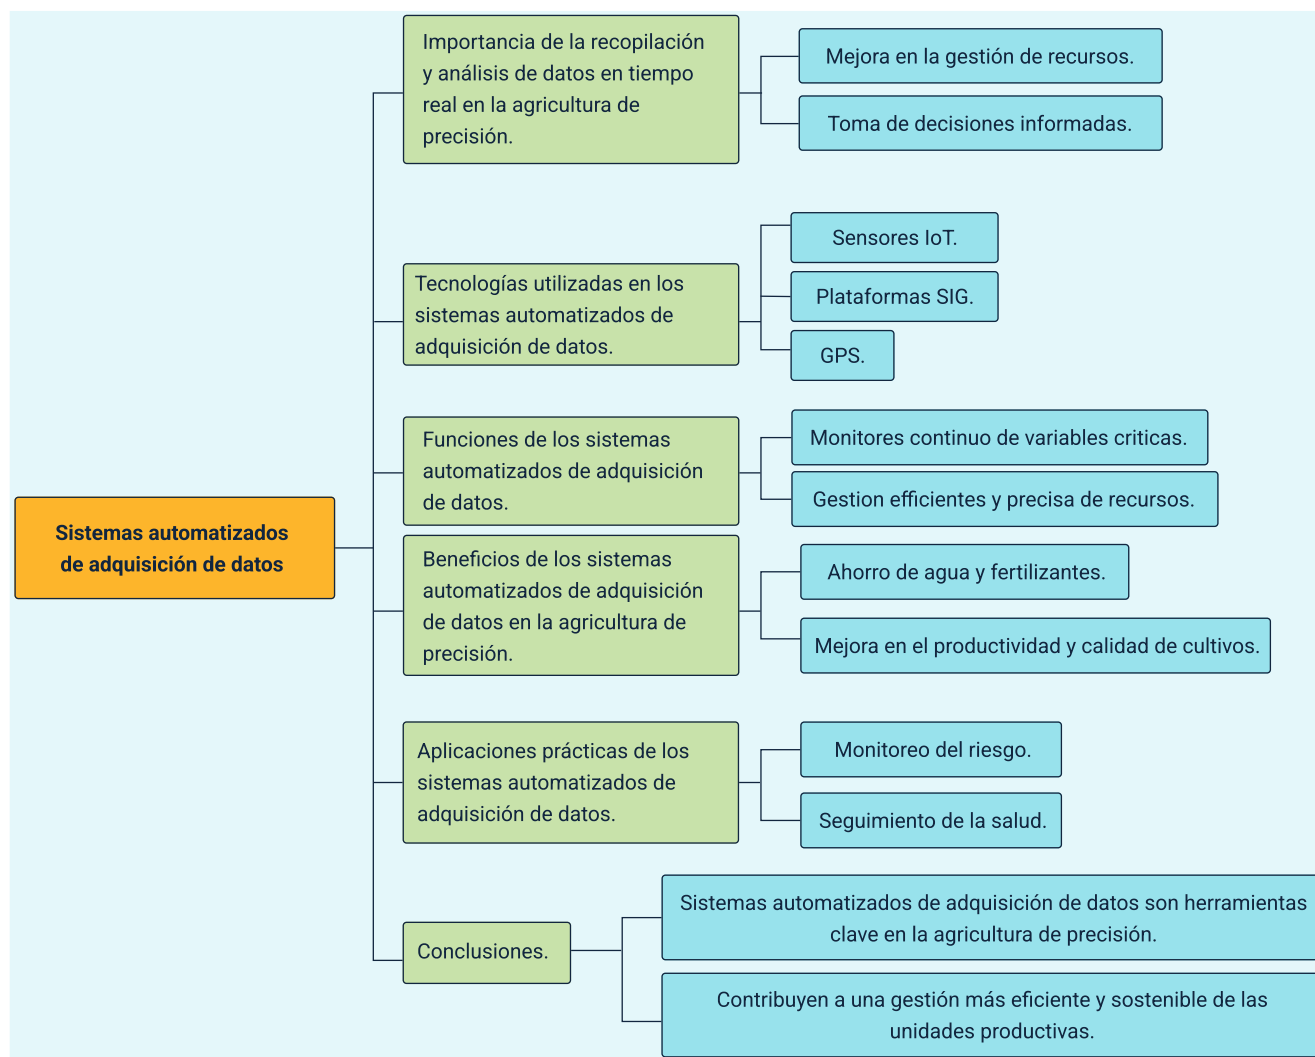 Sistemas automatizados
de adquisición de datos
Importancia de la recopilación
y análisis de datos en tiempo
real en la agricultura de
precisión.
Mejora en la gestión de recursos.
Toma de decisiones informadas.
Tecnologías utilizadas en los
sistemas automatizados de
adquisición de datos.
Sensores IoT.
Plataformas SIG.
GPS.
Funciones de los sistemas
automatizados de adquisición
de datos.
Monitores continuo de variables criticas.
Gestion efficientes y precisa de recursos.
Beneficios de los sistemas
automatizados de adquisición
de datos en la agricultura de
precisión.
Ahorro de agua y fertilizantes.
Mejora en el productividad y calidad de cultivos.
Aplicaciones prácticas de los
sistemas automatizados de
adquisición de datos.
Monitoreo del riesgo.
Seguimiento de la salud.
Conclusiones.
Sistemas automatizados de adquisición de datos son herramientas
clave en la agricultura de precisión.
Contribuyen a una gestión más eficiente y sostenible de las
unidades productivas.